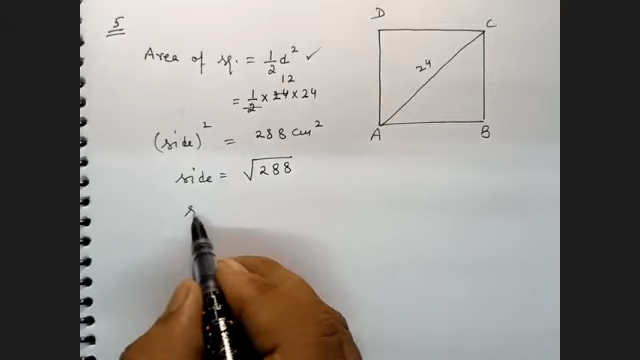 5
Area of sq. = 1/2 d² ✓
12
= 1/2 × 24 × 24
(side)² = 288 cm²
side = √288
s
D
C
24
A
B